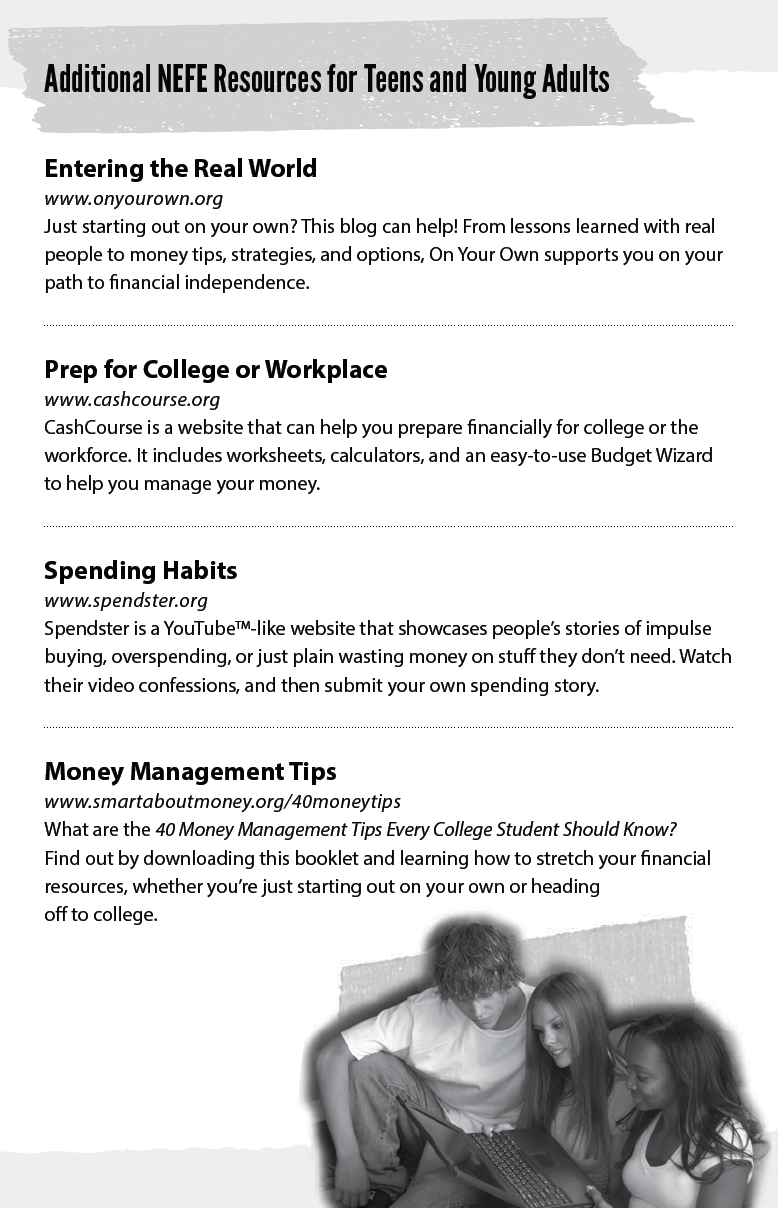 Additional NEFE Resources for Teens and Young Adults
Entering the Real World
www.onyourown.org
Just starting out on your own? This blog can help! From lessons learned with real
people to money tips, strategies, and options, On Your Own supports you on your
path to financial independence.
Prep for College or Workplace
www.cashcourse.org
CashCourse is a website that can help you prepare financially for college or the
workforce. It includes worksheets, calculators, and an easy-to-use Budget Wizard
to help you manage your money.
Spending Habits
www.spendster.org
Spendster is a YouTube™-like website that showcases people’s stories of impulse
buying, overspending, or just plain wasting money on stuff they don’t need. Watch
their video confessions, and then submit your own spending story.
Money Management Tips
www.smartaboutmoney.org/40moneytips
What are the 40 Money Management Tips Every College Student Should Know?
Find out by downloading this booklet and learning how to stretch your financial
resources, whether you’re just starting out on your own or heading
off to college.